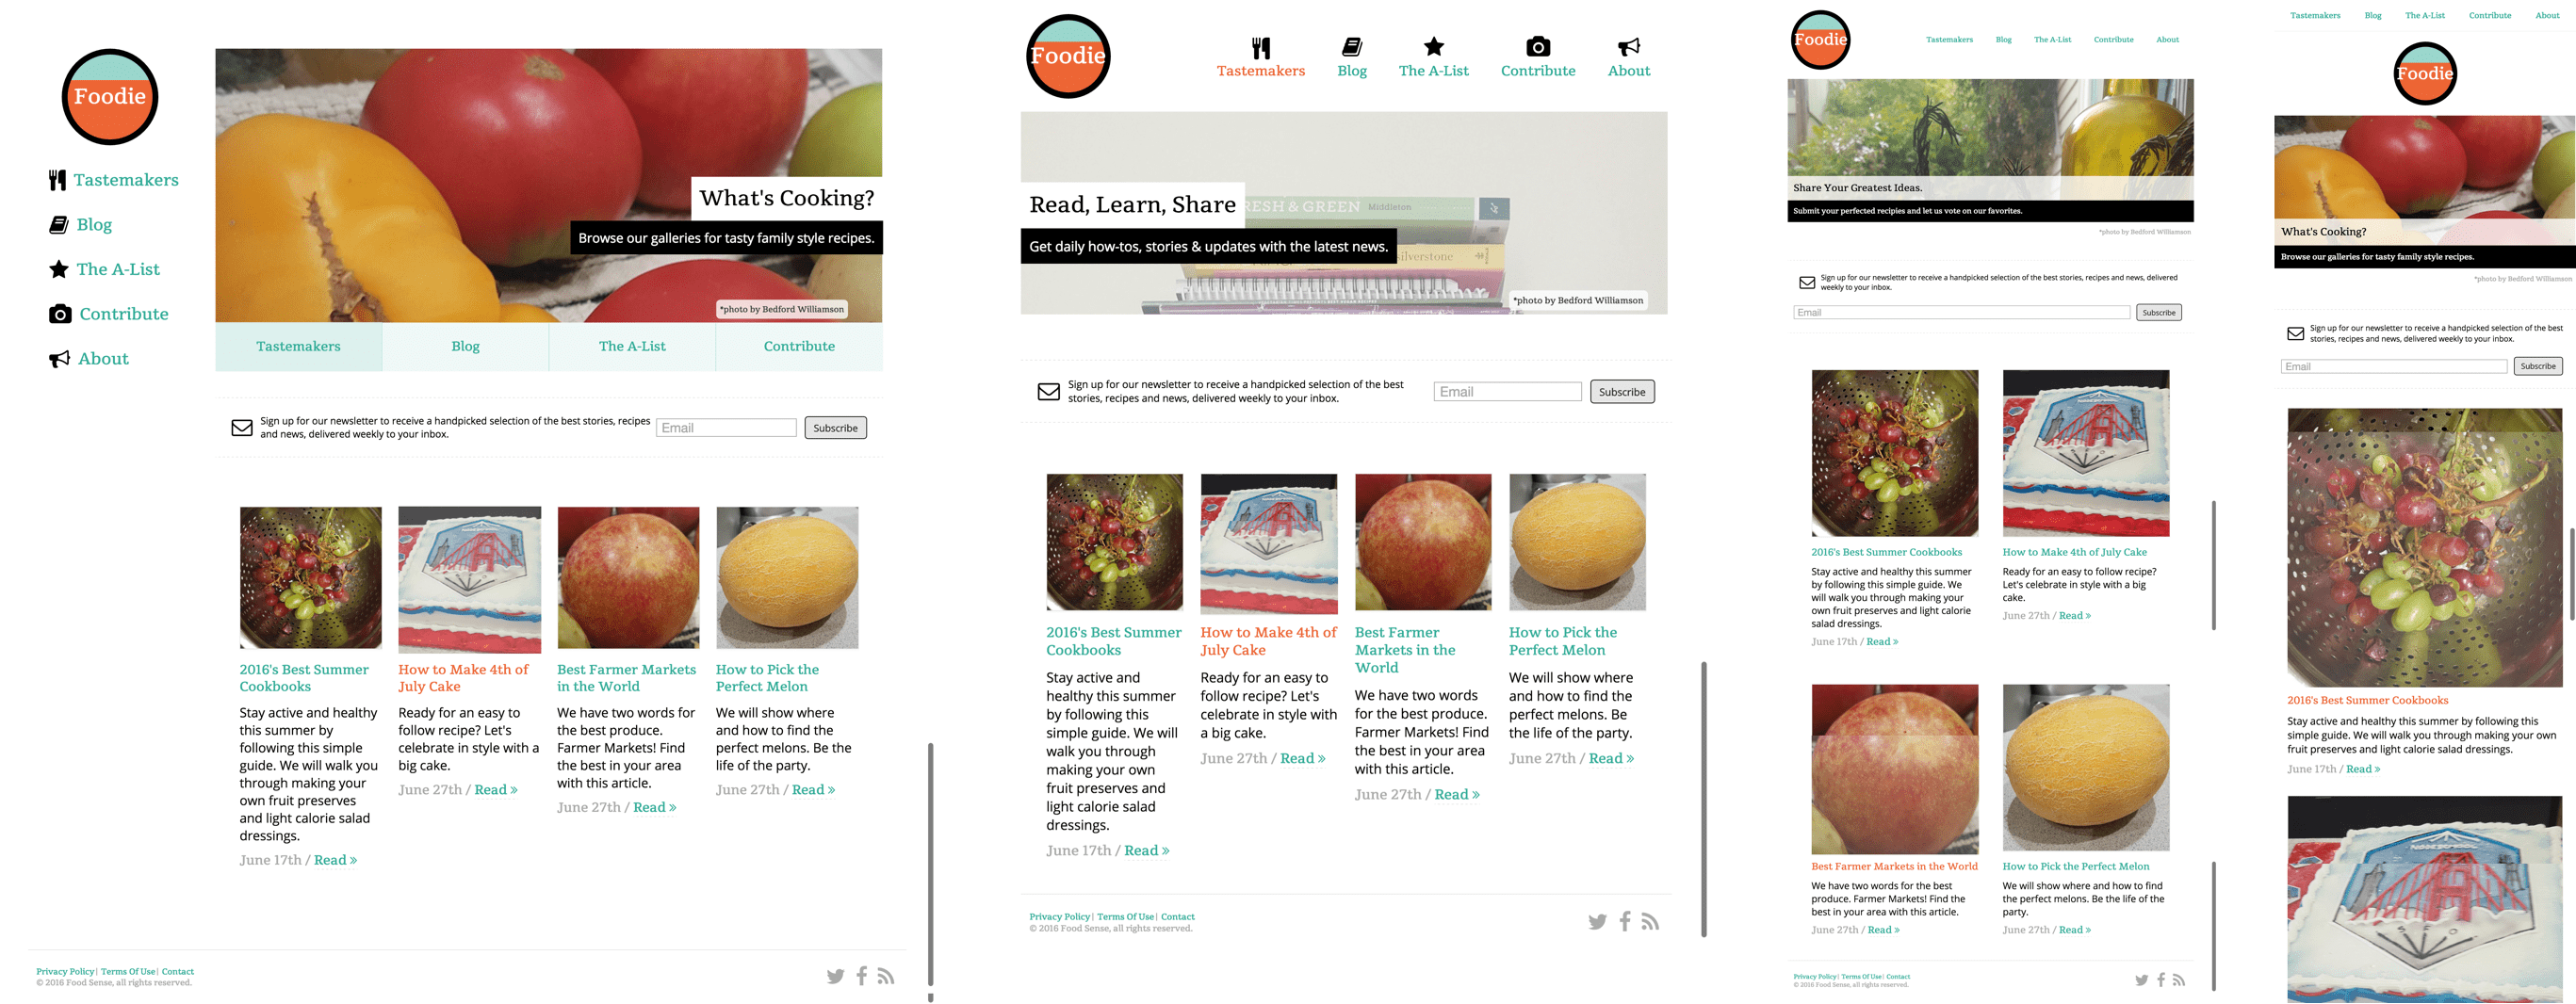 Foodie
Tastemakers
Blog
The A-List
Contribute
About
What's Cooking?
Browse our galleries for tasty family style recipes.
*photo by Bedford Williamson
Tastemakers
Blog
The A-List
Contribute
Sign up for our newsletter to receive a handpicked selection of the best stories, recipes
and news, delivered weekly to your inbox.
Email
Subscribe
2016's Best Summer
Cookbooks
Stay active and healthy
this summer by
following this simple
guide. We will walk you
through making your
own fruit preserves
and light calorie salad
dressings.
June 17th / Read »
How to Make 4th of
July Cake
Ready for an easy to
follow recipe? Let's
celebrate in style with a
big cake.
June 27th / Read »
Best Farmer Markets
in the World
We have two words for
the best produce.
Farmer Markets! Find
the best in your area
with this article.
June 27th / Read »
How to Pick the
Perfect Melon
We will show where
and how to find the
perfect melons. Be the
life of the party.
June 27th / Read »
Privacy Policy | Terms Of Use | Contact
© 2016 Food Sense, all rights reserved.
Foodie
Tastemakers
Blog
The A-List
Contribute
About
Read, Learn, Share
RESH & GREEN Middleton
Get daily how-tos, stories & updates with the latest news.
silverstone
*photo by Bedford Williamson
Sign up for our newsletter to receive a handpicked selection of the best
stories, recipes and news, delivered weekly to your inbox.
Email
Subscribe
2016's Best Summer
Cookbooks
Stay active and
healthy this summer
by following this
simple guide. We will
walk you through
making your own
fruit preserves and
light calorie salad
dressings.
June 17th / Read »
How to Make 4th of
July Cake
Ready for an easy to
follow recipe? Let's
celebrate in style with
a big cake.
June 27th / Read »
Best Farmer
Markets in the
World
We have two words
for the best produce.
Farmer Markets! Find
the best in your area
with this article.
June 27th / Read »
How to Pick the
Perfect Melon
We will show where
and how to find the
perfect melons. Be
the life of the party.
June 27th / Read »
Privacy Policy | Terms Of Use | Contact
© 2016 Food Sense, all rights reserved.
Foodie
Tastemakers
Blog
The A-List
Contribute
About
Share Your Greatest Ideas.
Submit your perfected recipies and let us vote on our favorites.
*photo by Bedford Williamson
Sign up for our newsletter to receive a handpicked selection of the best stories, recipes and news, delivered
weekly to your inbox.
Email
Subscribe
2016's Best Summer Cookbooks
Stay active and healthy this summer
by following this simple guide. We
will walk you through making your
own fruit preserves and light calorie
salad dressings.
June 17th / Read »
How to Make 4th of July Cake
Ready for an easy to follow recipe?
Let's celebrate in style with a big
cake.
June 27th / Read »
Best Farmer Markets in the World
We have two words for the best
produce. Farmer Markets! Find the
best in your area with this article.
June 27th / Read »
How to Pick the Perfect Melon
We will show where and how to find
the perfect melons. Be the life of the
party.
June 27th / Read »
Privacy Policy | Terms Of Use | Contact
© 2016 Food Sense, all rights reserved.
Tastemakers
Blog
The A-List
Contribute
About
Foodie
What's Cooking?
Browse our galleries for tasty family style recipes.
*photo by Bedford Williamson
Sign up for our newsletter to receive a handpicked selection of the best
stories, recipes and news, delivered weekly to your inbox.
Email
Subscribe
2016's Best Summer Cookbooks
Stay active and healthy this summer by following this
simple guide. We will walk you through making your own
fruit preserves and light calorie salad dressings.
June 17th / Read »